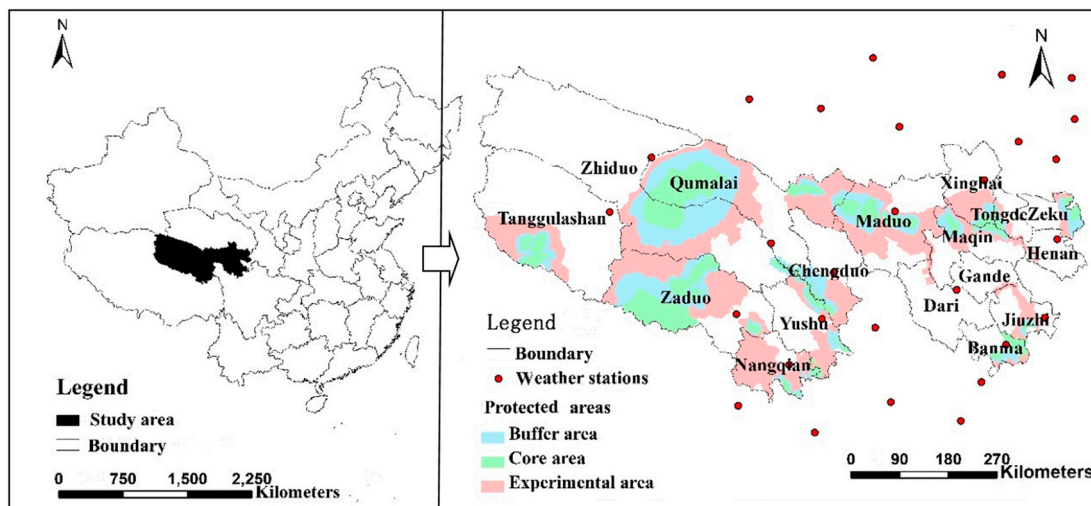 N
Legend
Study area
Boundary
0 750 1,500 2,250
Kilometers
N
Zhiduo
Qumalai
Xinghai
Tanggulashan
Maduo
TongdcZeku
Maqin
Henan
Chengduo
Gande
Zaduo
Dari
Yushu
Jiuzhi
Banma
Nangqian
Legend
Boundary
Weather stations
Protected areas
Buffer area
Core area
Experimental area
0 90 180 270
Kilometers